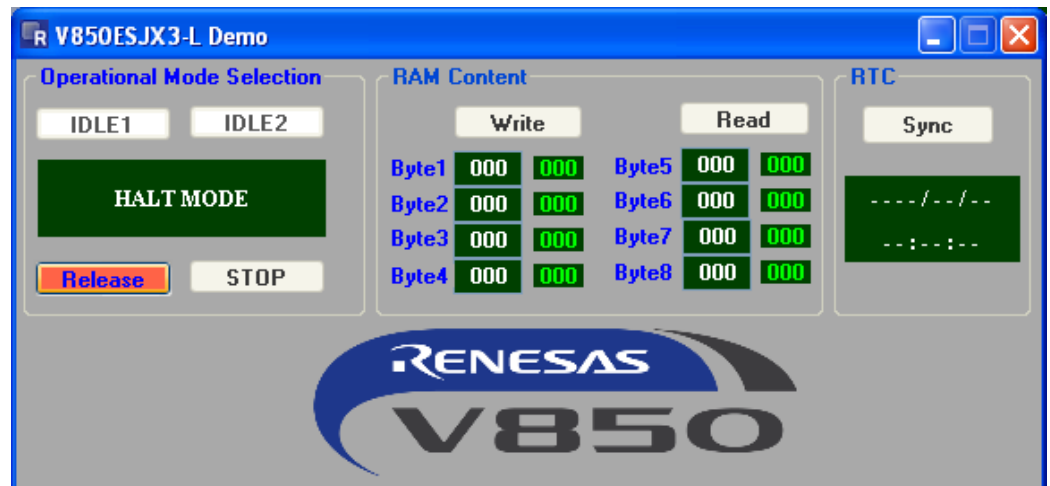 V850ESJX3-L Demo
Operational Mode Selection
IDLE1 IDLE2
HALT MODE
Release STOP
RAM Content
Write Read
Byte1 000 000 Byte5 000 000
Byte2 000 000 Byte6 000 000
Byte3 000 000 Byte7 000 000
Byte4 000 000 Byte8 000 000
RTC
Sync
----/--/--
--:--:--
RENESAS
V850